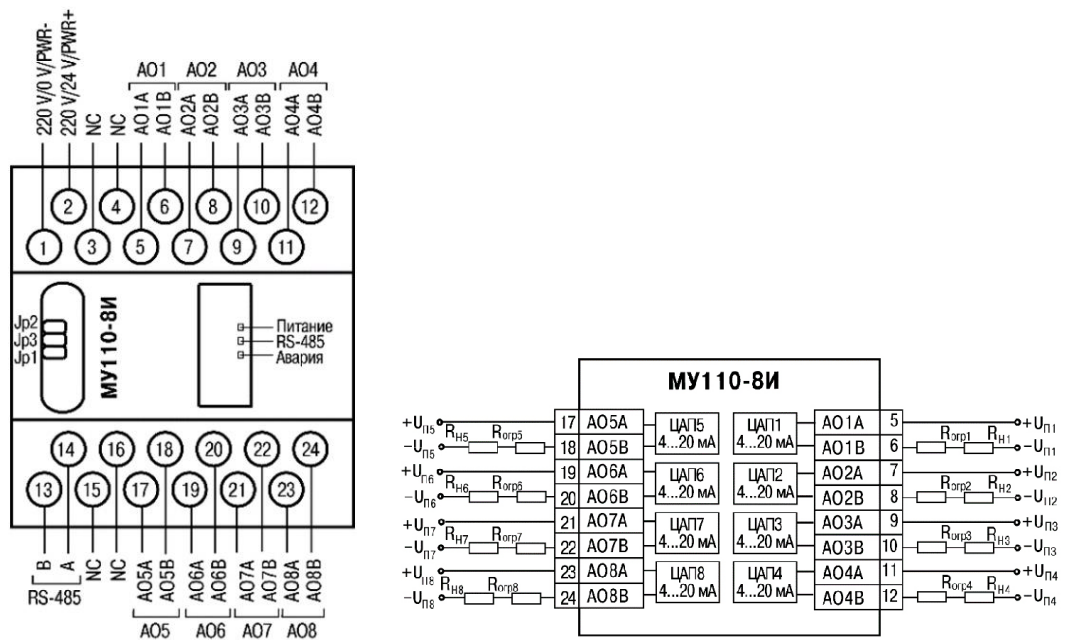 220 V/0 V/PWR-
220 V/24 V/PWR+
NC
NC
AO1
AO2
AO3
AO4
AO1A
AO1B
AO2A
AO2B
AO3A
AO3B
AO4A
AO4B
2
4
6
8
10
12
1
3
5
7
9
11
Jp2
Jp3
Jp1
МУ110-8И
Питание
RS-485
Авария
14
16
18
20
22
24
13
15
17
19
21
23
B
A
NC
NC
AO5A
AO5B
AO6A
AO6B
AO7A
AO7B
AO8A
AO8B
RS-485
AO5
AO6
AO7
AO8
МУ110-8И
+Uп5 17 AO5A ЦАП5 4...20 мА ЦАП1 4...20 мА AO1A 5 +Uп1
−Uп5 Rн5 Rогр5 18 AO5B AO1B 6 Rогр1 Rн1 −Uп1
+Uп6 19 AO6A ЦАП6 4...20 мА ЦАП2 4...20 мА AO2A 7 +Uп2
−Uп6 Rн6 Rогр6 20 AO6B AO2B 8 Rогр2 Rн2 −Uп2
+Uп7 21 AO7A ЦАП7 4...20 мА ЦАП3 4...20 мА AO3A 9 +Uп3
−Uп7 Rн7 Rогр7 22 AO7B AO3B 10 Rогр3 Rн3 −Uп3
+Uп8 23 AO8A ЦАП8 4...20 мА ЦАП4 4...20 мА AO4A 11 +Uп4
−Uп8 Rн8 Rогр8 24 AO8B AO4B 12 Rогр4 Rн4 −Uп4